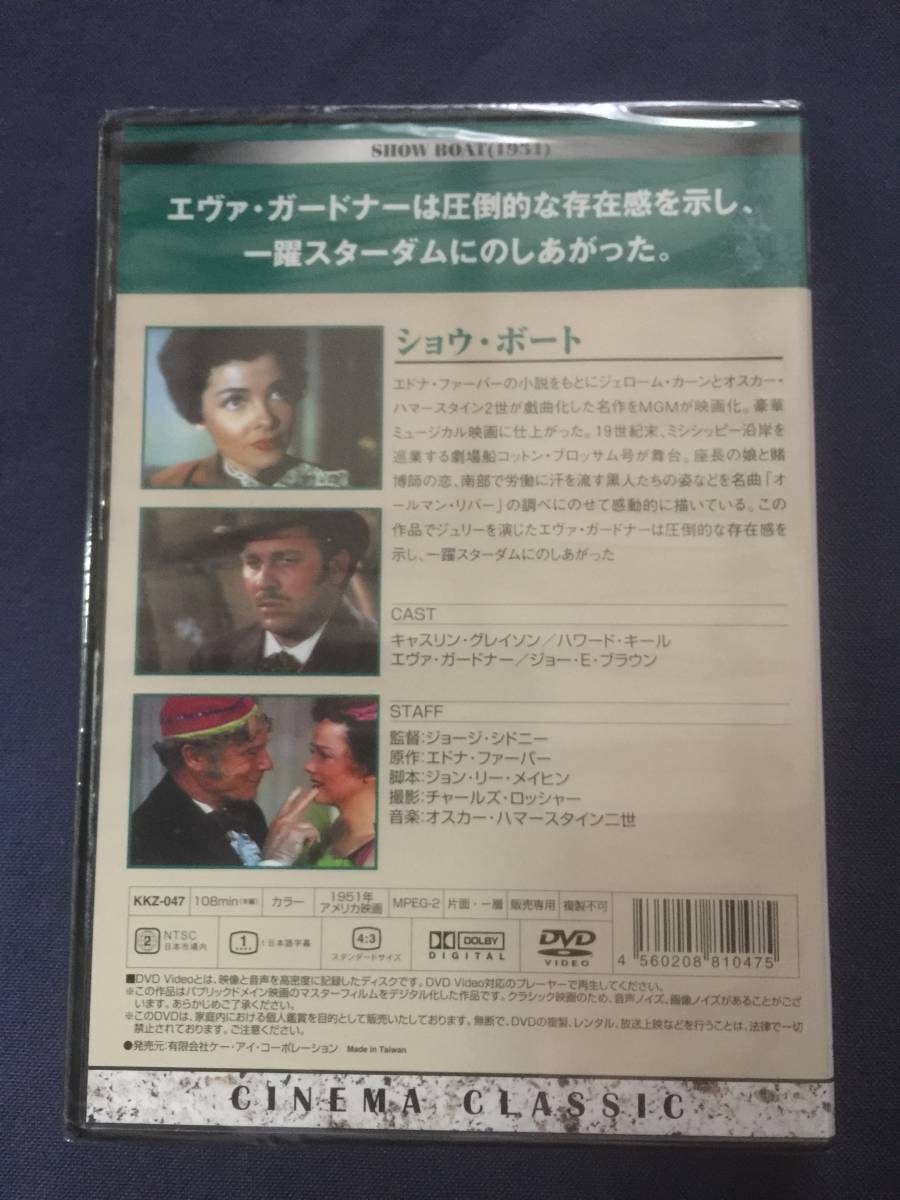 SHOW BOAT(1951)
エヴァ・ガードナーは圧倒的な存在感を示し、
一躍スターダムにのしあがった。
ショウ・ボート
エドナ・ファーバーの小説をもとにジェローム・カーンとオスカー・
ハマースタイン2世が戯曲化した名作をMGMが映画化。豪華
ミュージカル映画に仕上がった。19世紀末、ミシシッピー沿岸を
巡業する劇場船コットン・ブロッサム号が舞台。座長の娘と賭
博師の恋、南部で労働に汗を流す黒人たちの姿などを名曲「オ
ールマン・リバー」の調べにのせて感動的に描いている。この
作品でジュリーを演じたエヴァ・ガードナーは圧倒的な存在感を
示し、一躍スターダムにのしあがった
CAST
キャスリン・グレイソン／ハワード・キール
エヴァ・ガードナー／ジョー・E・ブラウン
STAFF
監督:ジョージ・シドニー
原作:エドナ・ファーバー
脚本:ジョン・リー・メイヒン
撮影:チャールズ・ロッシャー
音楽:オスカー・ハマースタイン二世
KKZ-047 108min(本編) カラー 1951年 アメリカ映画 MPEG-2 片面・一層 販売専用 複製不可
2 NTSC 日本市場内 1 1日本語字幕 4:3 スタンダードサイズ DOLBY DIGITAL DVD VIDEO
4 560208 810475
■DVD Videoとは、映像と音声を高密度に記録したディスクです。DVD Video対応のプレーヤーで再生してください。
※この作品はパブリックドメイン映画のマスターフィルムをデジタル化した作品です。クラシック映画のため、音声ノイズ、画像ノイズがあることがござ
います。あらかじめご了承ください。
※このDVDは、家庭内における個人鑑賞を目的として販売いたしております。無断で、DVDの複製、レンタル、放送上映などを行うことは、法律で一切
禁止されております。ご注意ください。
●発売元:有限会社ケー・アイ・コーポレーション Made in Taiwan
CINEMA CLASSIC